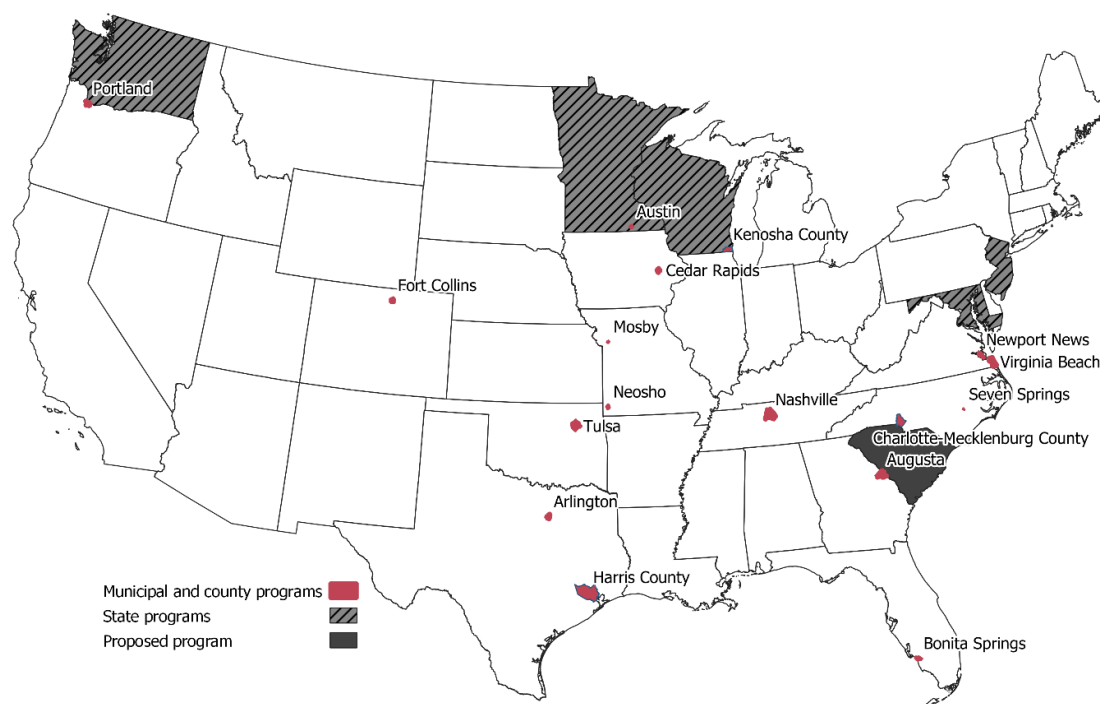 Portland
Austin
Kenosha County
Cedar Rapids
Fort Collins
Mosby
Newport News
Virginia Beach
Neosho
Nashville
Seven Springs
Tulsa
Charlotte-Mecklenburg County
Augusta
Arlington
Harris County
Municipal and county programs
State programs
Proposed program
Bonita Springs